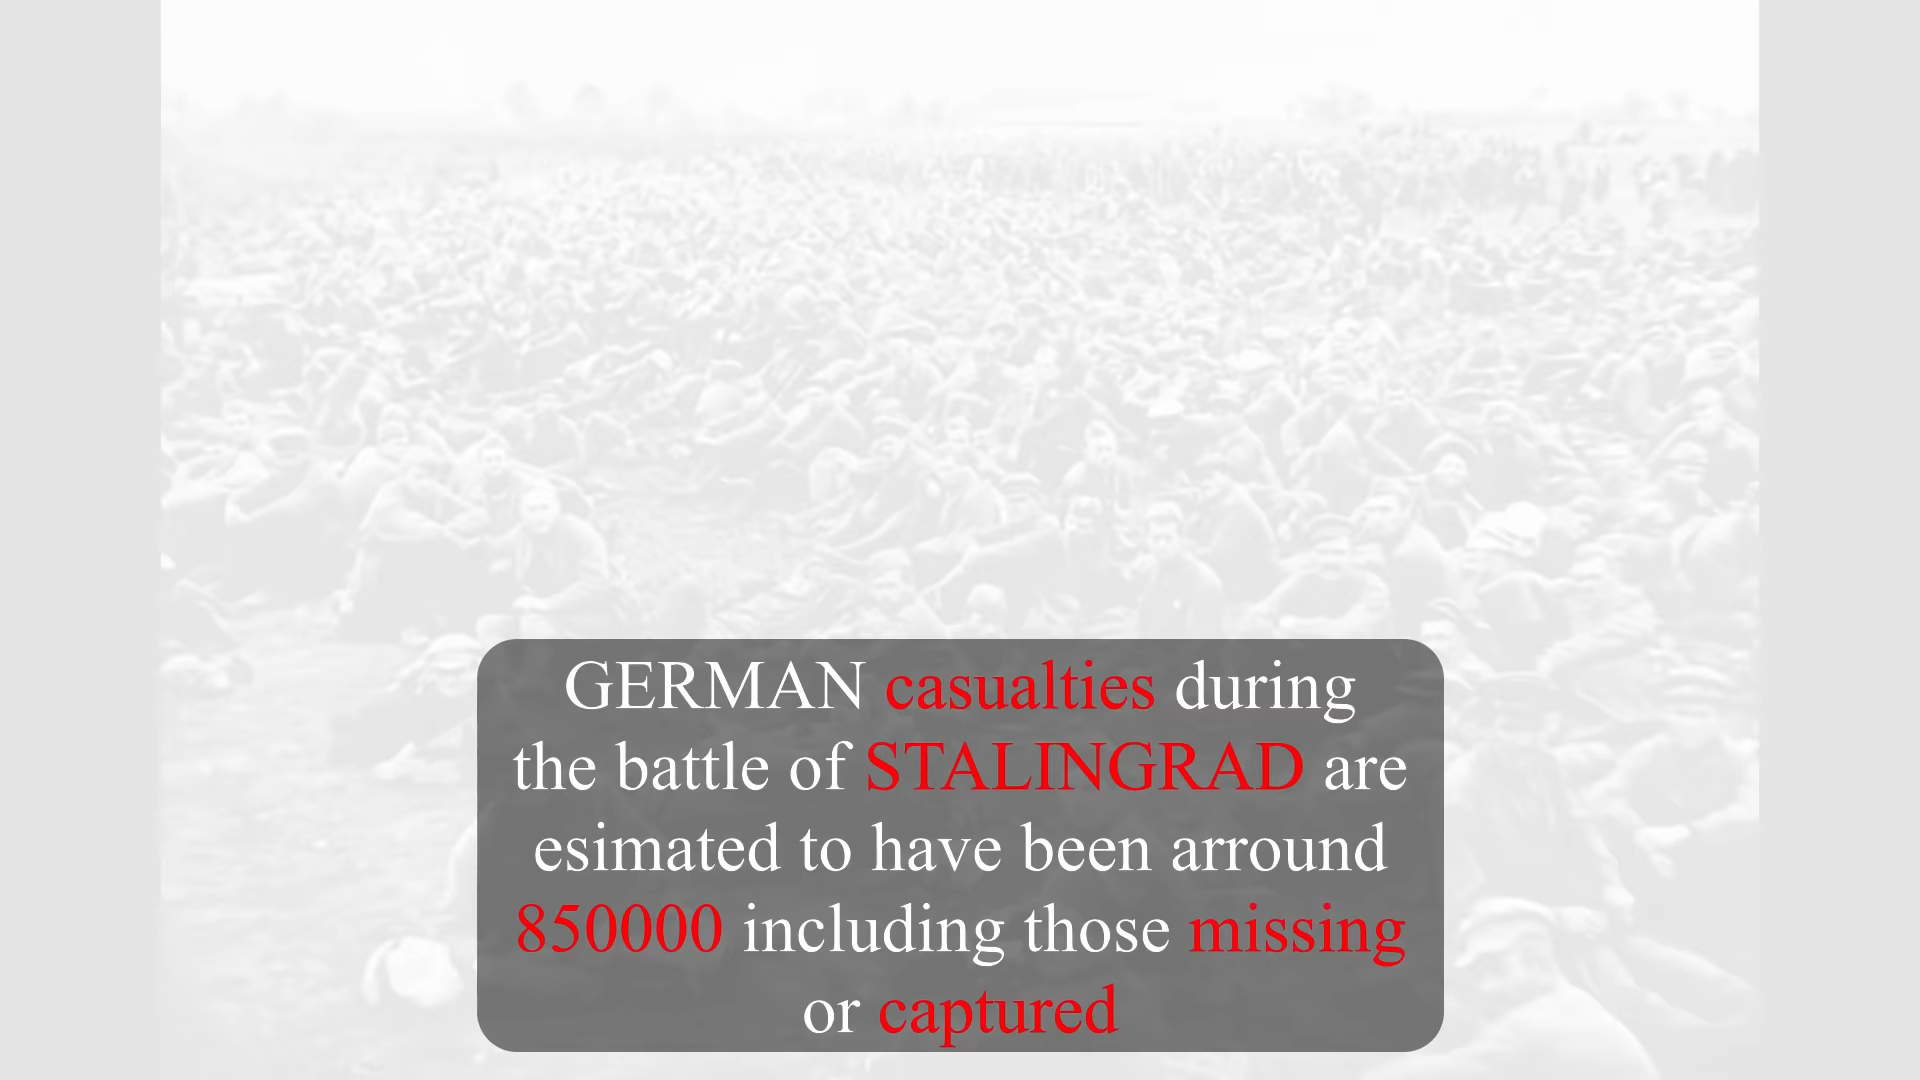 GERMAN casualties during
the battle of STALINGRAD are
esimated to have been arround
850000 including those missing
or captured